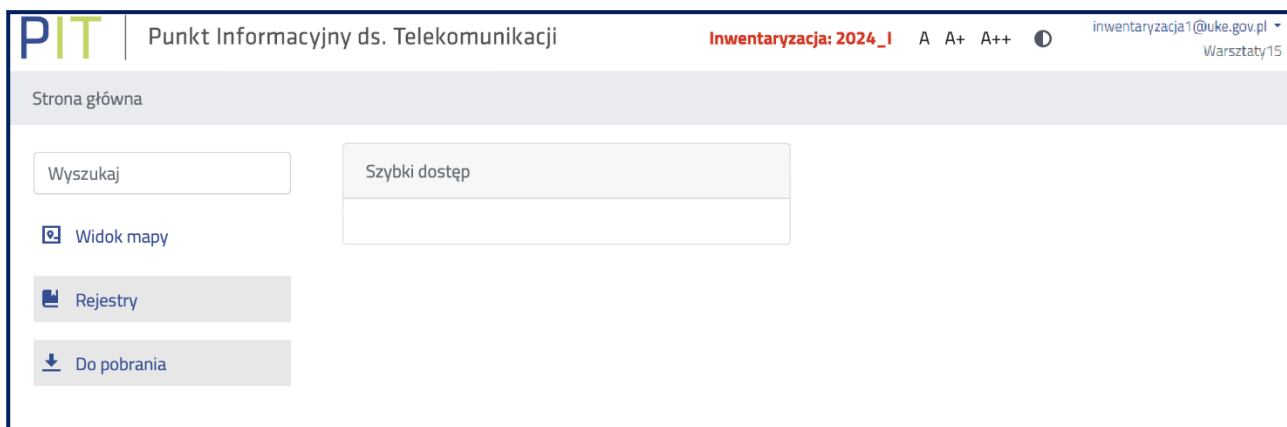 PIT Punkt Informacyjny ds. Telekomunikacji Inwentaryzacja: 2024_I A A+ A++ inwentaryzacja1@uke.gov.pl
Warsztaty15
Strona główna
Wyszukaj
Szybki dostęp
Widok mapy
Rejestry
Do pobrania